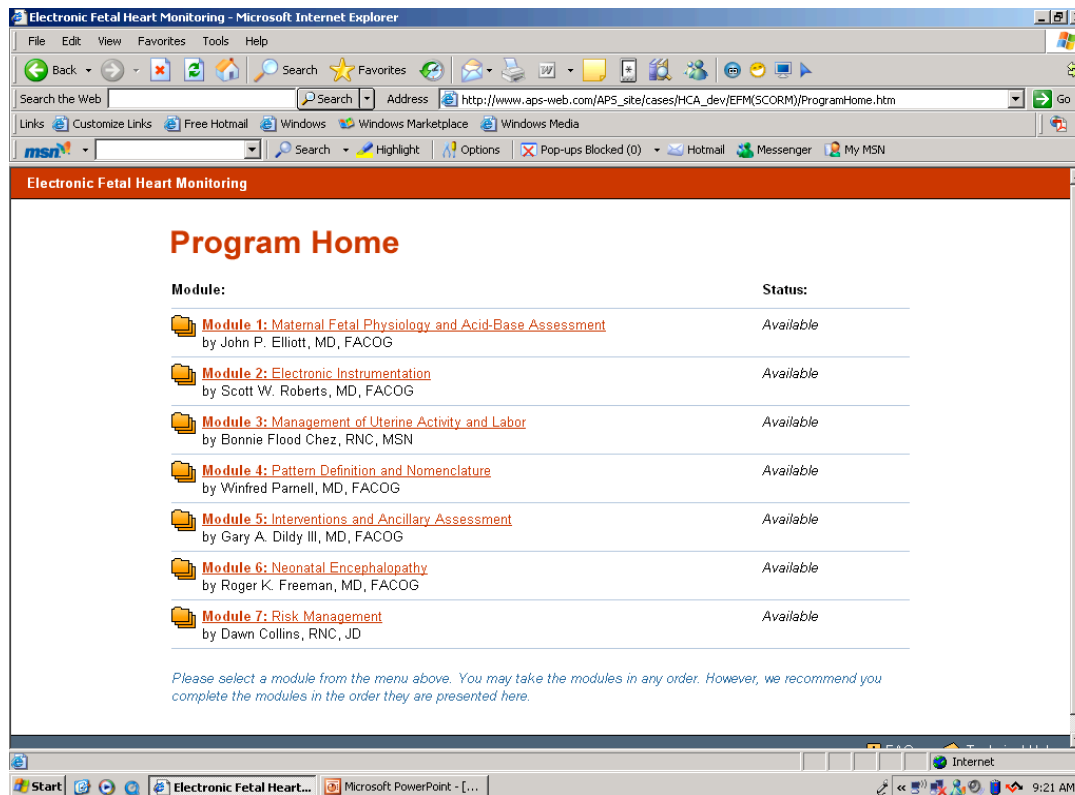 Electronic Fetal Heart Monitoring - Microsoft Internet Explorer
File Edit View Favorites Tools Help
Back Search Favorites
Search the Web Search Address http://www.aps-web.com/APS_site/cases/HCA_dev/EFM(SCORM)/ProgramHome.htm Go
Links Customize Links Free Hotmail Windows Windows Marketplace Windows Media
msn Search Highlight Options Pop-ups Blocked (0) Hotmail Messenger My MSN
Electronic Fetal Heart Monitoring
Program Home
Module: Status:
Module 1: Maternal Fetal Physiology and Acid-Base Assessment Available
by John P. Elliott, MD, FACOG
Module 2: Electronic Instrumentation Available
by Scott W. Roberts, MD, FACOG
Module 3: Management of Uterine Activity and Labor Available
by Bonnie Flood Chez, RNC, MSN
Module 4: Pattern Definition and Nomenclature Available
by Winfred Parnell, MD, FACOG
Module 5: Interventions and Ancillary Assessment Available
by Gary A. Dildy III, MD, FACOG
Module 6: Neonatal Encephalopathy Available
by Roger K. Freeman, MD, FACOG
Module 7: Risk Management Available
by Dawn Collins, RNC, JD
Please select a module from the menu above. You may take the modules in any order. However, we recommend you
complete the modules in the order they are presented here.
Internet
Start Electronic Fetal Heart... Microsoft PowerPoint - [... 9:21 AM